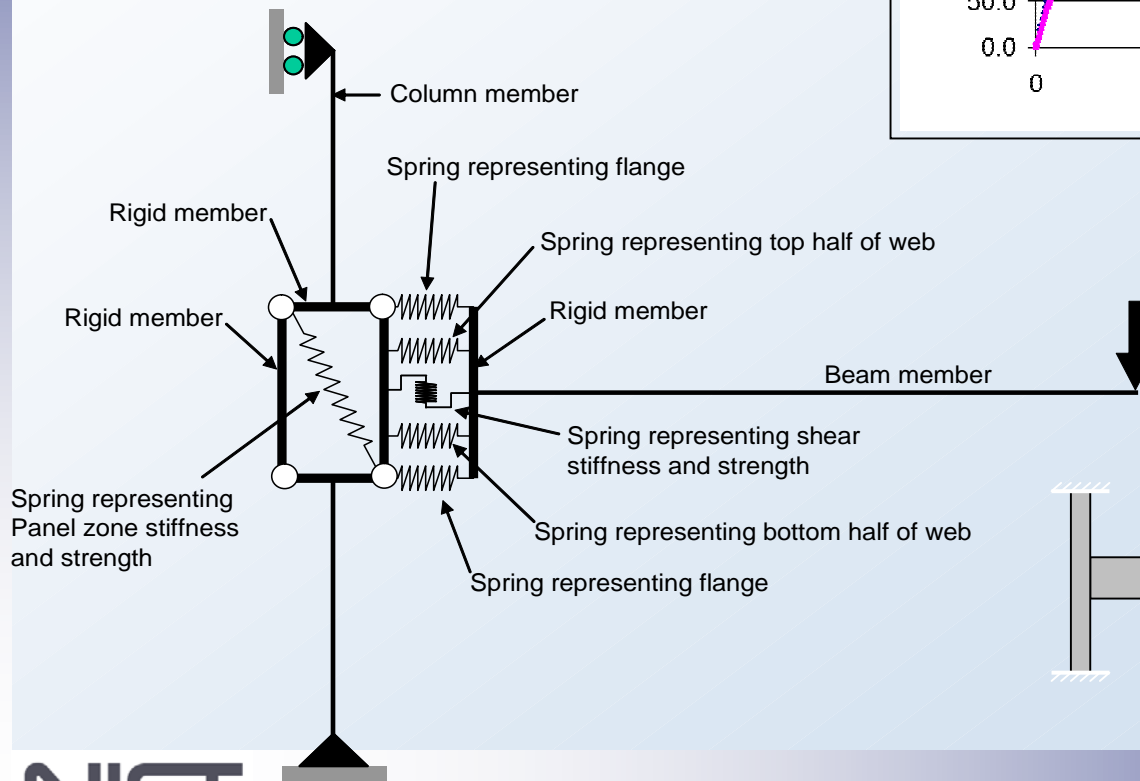 50.0
0.0
0
Column member
Spring representing flange
Rigid member
Spring representing top half of web
Rigid member
Rigid member
Beam member
Spring representing shear
stiffness and strength
Spring representing
Panel zone stiffness
and strength
Spring representing bottom half of web
Spring representing flange
NIST